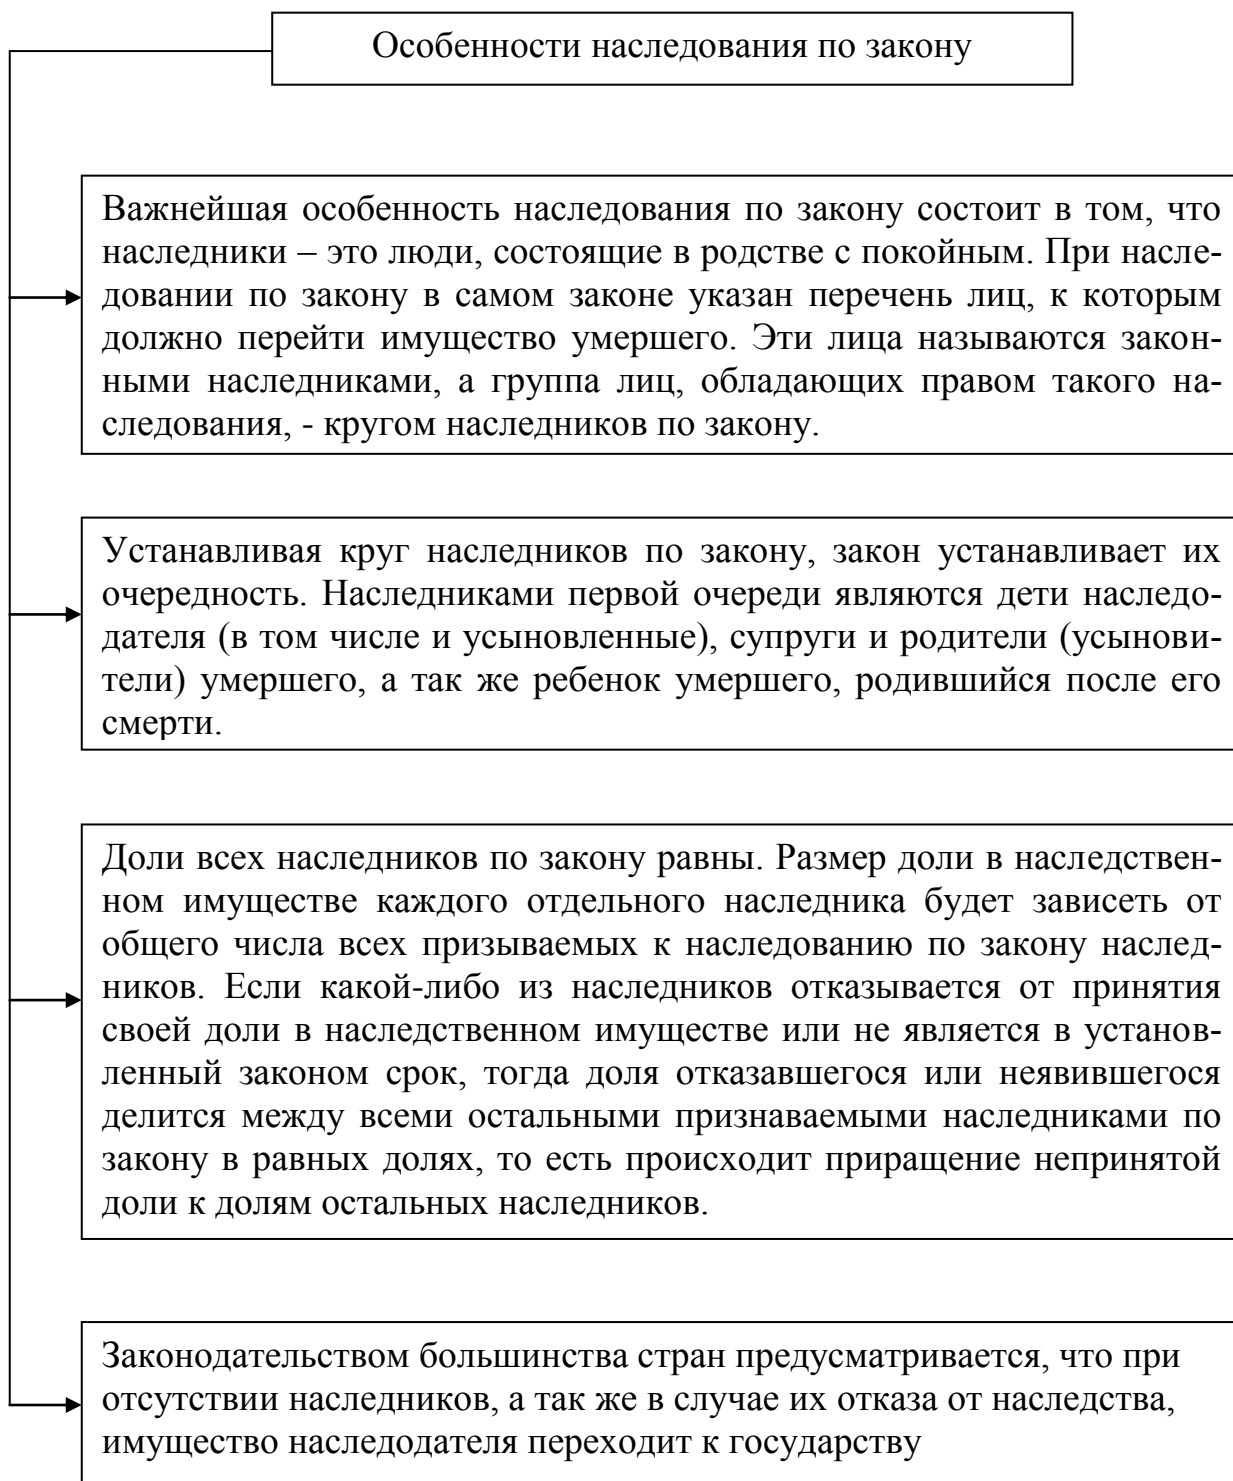 Особенности наследования по закону
Важнейшая особенность наследования по закону состоит в том, что
наследники – это люди, состоящие в родстве с покойным. При насле-
довании по закону в самом законе указан перечень лиц, к которым
должно перейти имущество умершего. Эти лица называются закон-
ными наследниками, а группа лиц, обладающих правом такого на-
следования, - кругом наследников по закону.
Устанавливая круг наследников по закону, закон устанавливает их
очередность. Наследниками первой очереди являются дети наследо-
дателя (в том числе и усыновленные), супруги и родители (усынови-
тели) умершего, а так же ребенок умершего, родившийся после его
смерти.
Доли всех наследников по закону равны. Размер доли в наследствен-
ном имуществе каждого отдельного наследника будет зависеть от
общего числа всех призываемых к наследованию по закону наслед-
ников. Если какой-либо из наследников отказывается от принятия
своей доли в наследственном имуществе или не является в установ-
ленный законом срок, тогда доля отказавшегося или неявившегося
делится между всеми остальными признаваемыми наследниками по
закону в равных долях, то есть происходит приращение непринятой
доли к долям остальных наследников.
Законодательством большинства стран предусматривается, что при
отсутствии наследников, а так же в случае их отказа от наследства,
имущество наследодателя переходит к государству